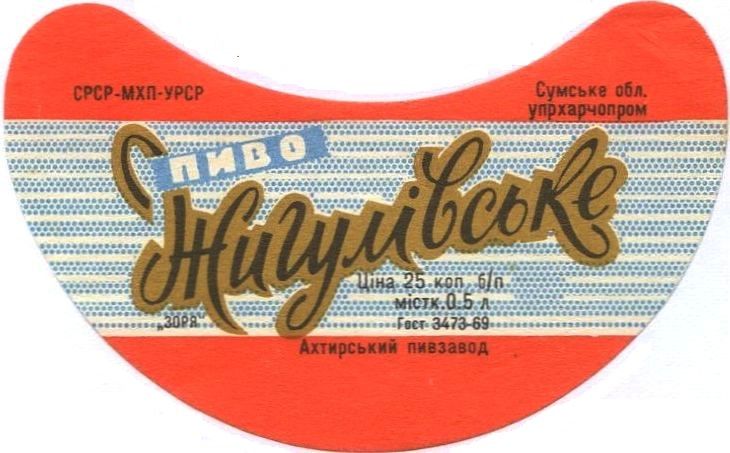 СРСР-МХП-УРСР
Сумське обл.
упрхарчопром
ПИВО
Жигулівське
Ціна 25 коп б/п
містк. 0.5 л
„ЗОРЯ"
Гост 3473-69
Ахтирський пивзавод